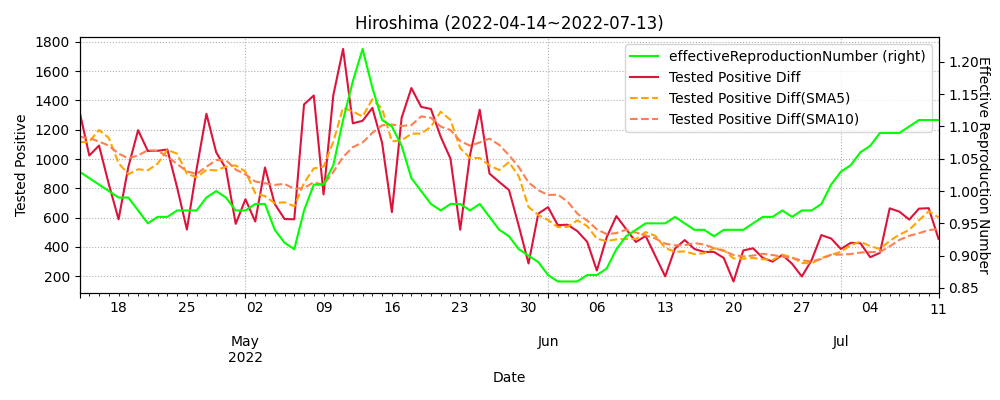 Hiroshima (2022-04-14~2022-07-13)
effectiveReproductionNumber (right)
Tested Positive Diff
Tested Positive Diff(SMA5)
Tested Positive Diff(SMA10)
Tested Positive
1800
1600
1400
1200
1000
800
600
400
200
1.20
1.15
1.10
1.05
1.00
0.95
0.90
0.85
Effective Reproduction Number
18 25 02 09 16 23 30 06 13 20 27 04 11
May Jun Jul
2022
Date